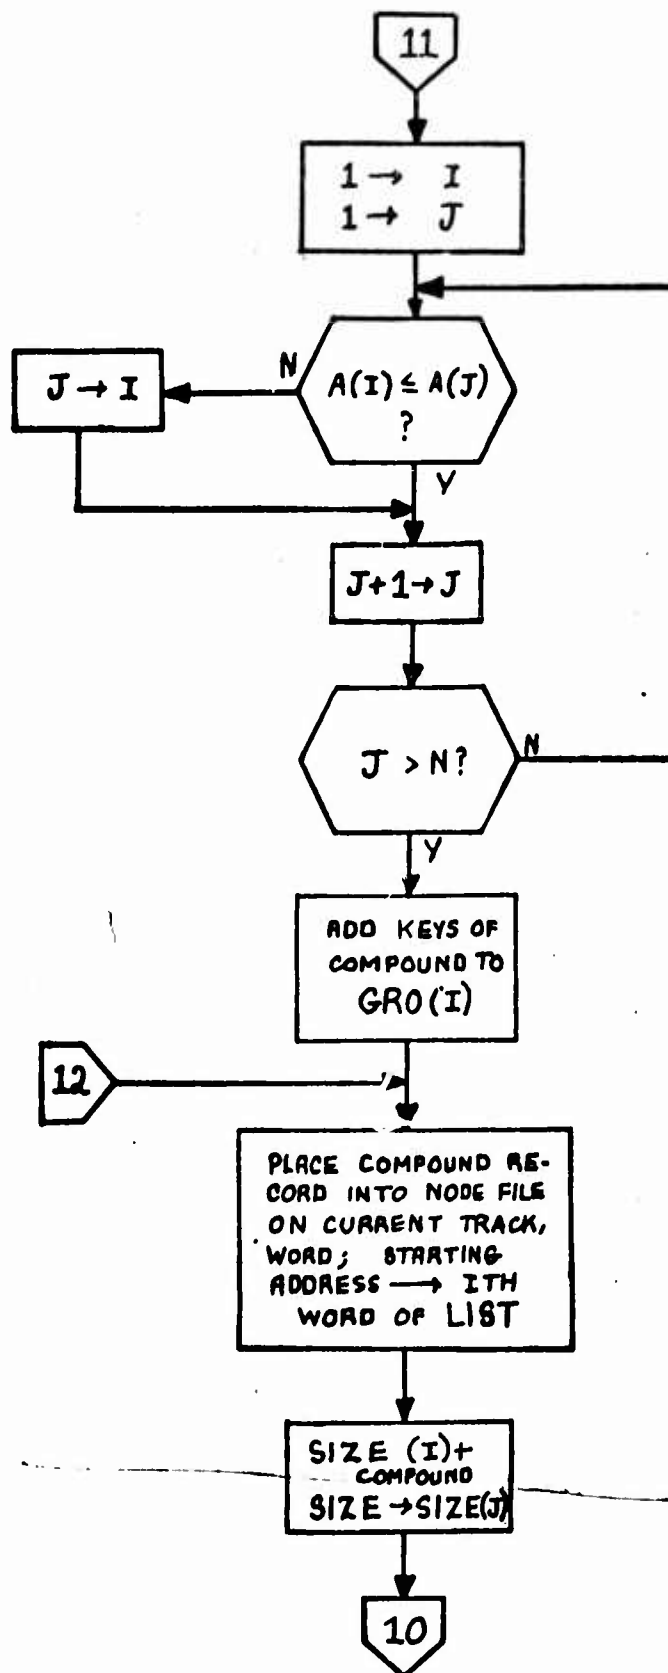 11
1 → I
1 → J
N
A(I) ≤ A(J)
?
J → I
Y
J+1→J
J > N?
N
Y
ADD KEYS OF
COMPOUND TO
GRO(I)
12
PLACE COMPOUND RE-
CORD INTO NODE FILE
ON CURRENT TRACK,
WORD; STARTING
ADDRESS → ITH
WORD OF LIST
SIZE (I)+
COMPOUND
SIZE→SIZE(J)
10